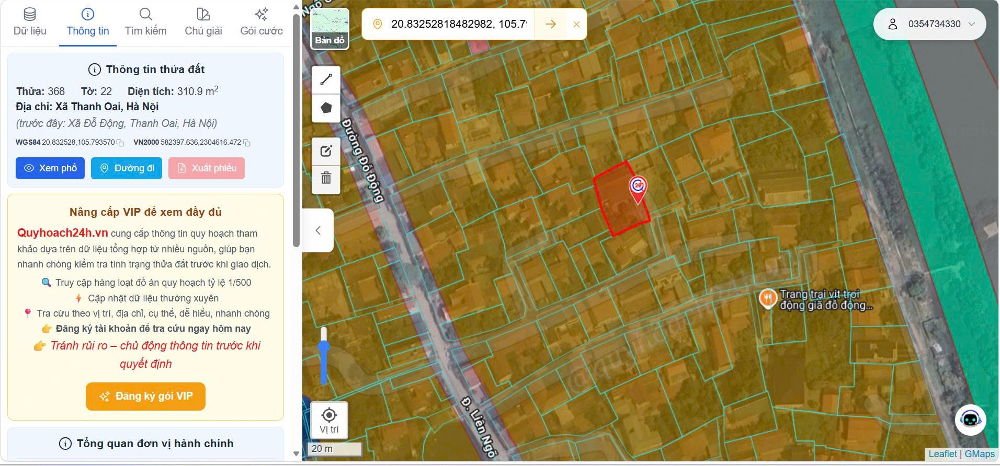 Dữ liệu
Thông tin
Tìm kiếm
Chú giải
Gói cước
Thông tin thửa đất
Thửa: 368 Tờ: 22 Diện tích: 310.9 m²
Địa chỉ: Xã Thanh Oai, Hà Nội
(trước đây: Xã Đỗ Động, Thanh Oai, Hà Nội)
WGS84 20.832528,105.793570 VN2000 582397.636,2304616.472
Xem phố
Đường đi
Xuất phiếu
Nâng cấp VIP để xem đầy đủ
Quyhoach24h.vn cung cấp thông tin quy hoạch tham
khảo dựa trên dữ liệu tổng hợp từ nhiều nguồn, giúp bạn
nhanh chóng kiểm tra tình trạng thửa đất trước khi giao dịch.
🔍 Truy cập hàng loạt đồ án quy hoạch tỷ lệ 1/500
⚡ Cập nhật dữ liệu thường xuyên
📍 Tra cứu theo vị trí, địa chỉ, cụ thể, dễ hiểu, nhanh chóng
👉 Đăng ký tài khoản để tra cứu ngay hôm nay
👉 Tránh rủi ro – chủ động thông tin trước khi
quyết định
Đăng ký gói VIP
Tổng quan đơn vị hành chính
Bản đồ
20.83252818482982, 105.79
0354734330
Ngõ
Đường Đỗ Động
24h
Trang trại vịt trời
động giã đỗ động...
Đ. Liên Ngõ
Vị trí
20 m
Leaflet | GMaps